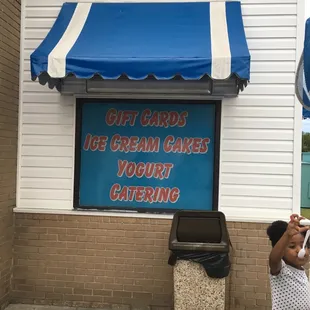 Gift Cards
Ice Cream Cakes
Yogurt
Catering